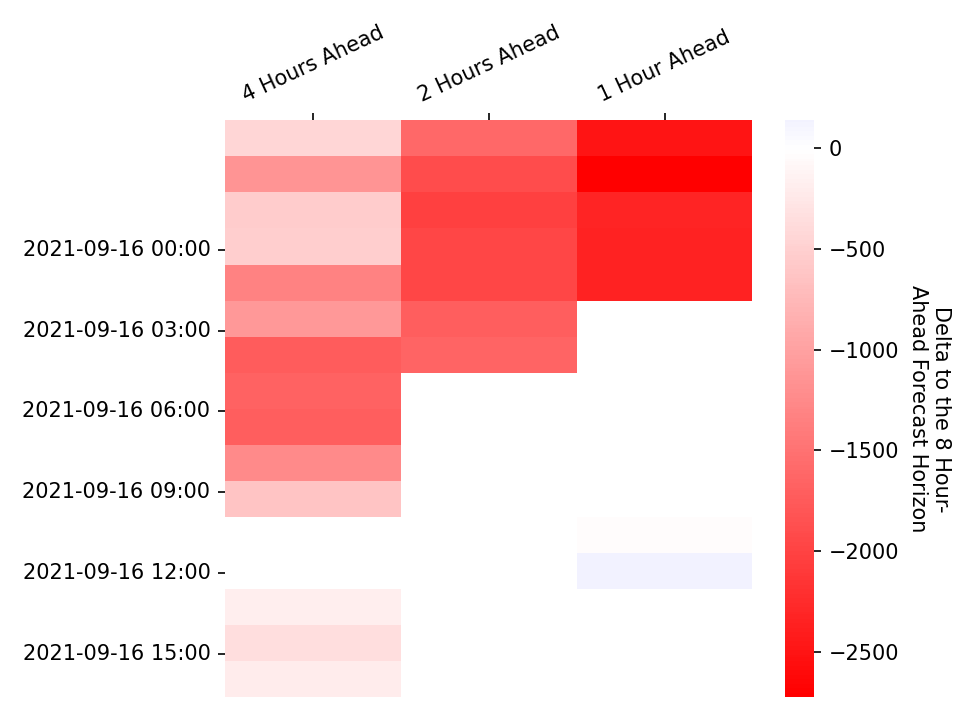 4 Hours Ahead
2 Hours Ahead
1 Hour Ahead
2021-09-16 00:00
2021-09-16 03:00
2021-09-16 06:00
2021-09-16 09:00
2021-09-16 12:00
2021-09-16 15:00
0
−500
−1000
−1500
−2000
−2500
Delta to the 8 Hour-
Ahead Forecast Horizon